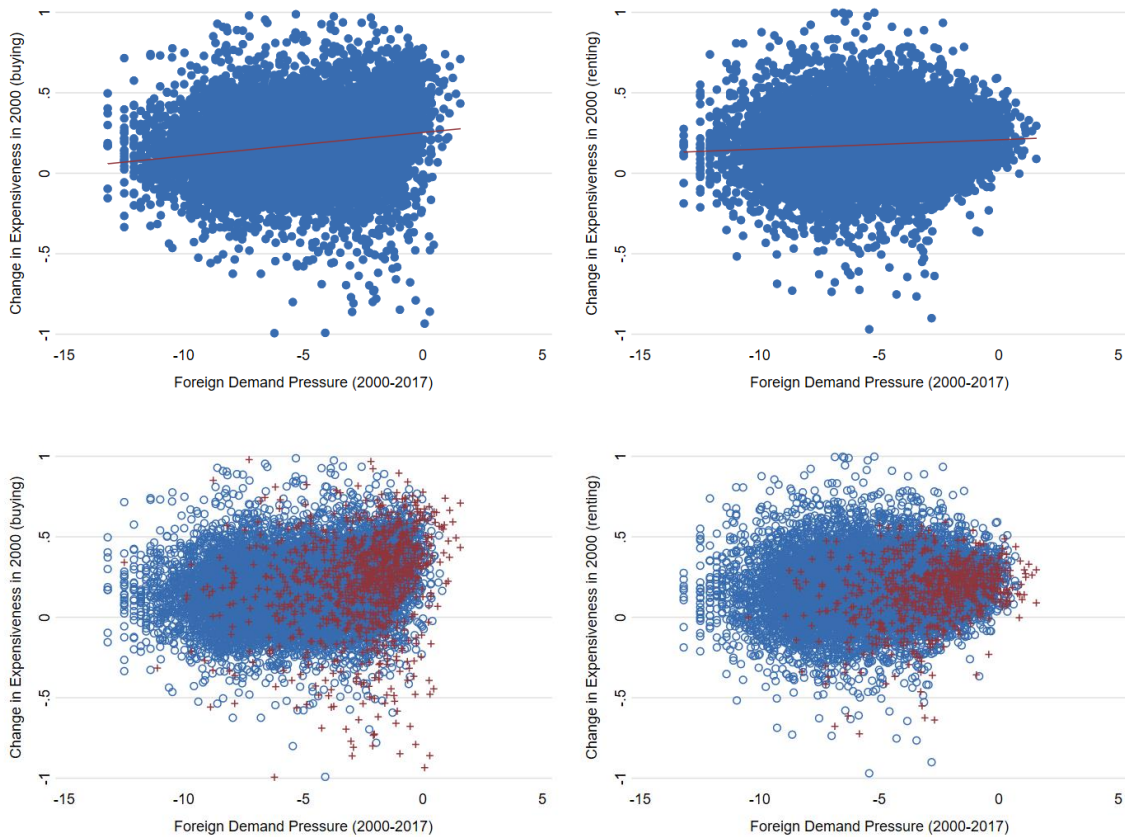 Change in Expensiveness in 2000 (buying)
1
.5
0
-.5
-1
-15 -10 -5 0 5
Foreign Demand Pressure (2000-2017)
Change in Expensiveness in 2000 (renting)
1
.5
0
-.5
-1
-15 -10 -5 0 5
Foreign Demand Pressure (2000-2017)
Change in Expensiveness in 2000 (buying)
1
.5
0
-.5
-1
-15 -10 -5 0 5
Foreign Demand Pressure (2000-2017)
Change in Expensiveness in 2000 (renting)
1
.5
0
-.5
-1
-15 -10 -5 0 5
Foreign Demand Pressure (2000-2017)